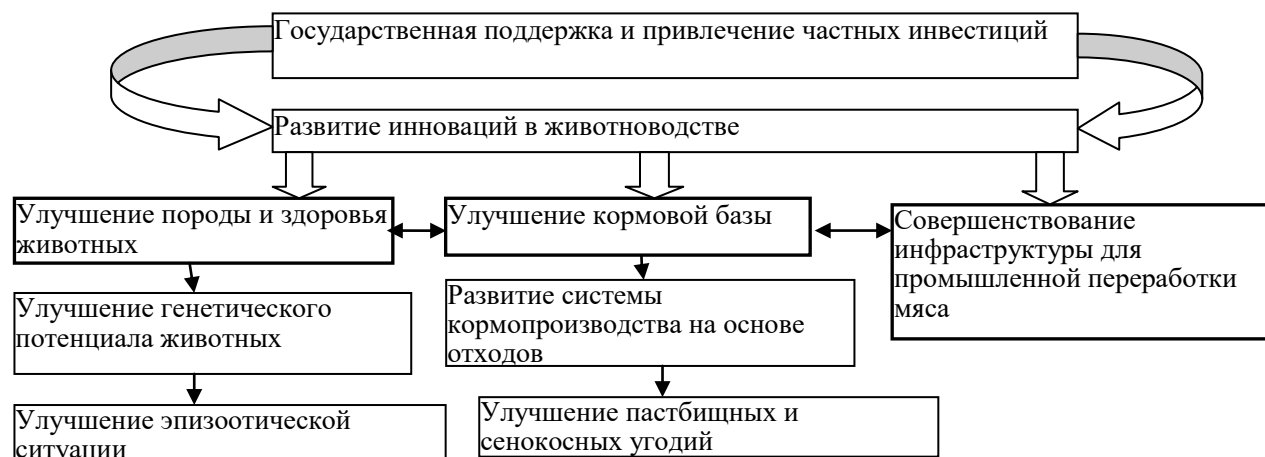 Государственная поддержка и привлечение частных инвестиций
Развитие инноваций в животноводстве
Улучшение породы и здоровья
животных
Улучшение кормовой базы
Совершенствование
инфраструктуры для
промышленной переработки
мяса
Улучшение генетического
потенциала животных
Развитие системы
кормопроизводства на основе
отходов
Улучшение эпизоотической
ситуации
Улучшение пастбищных и
сенокосных угодий